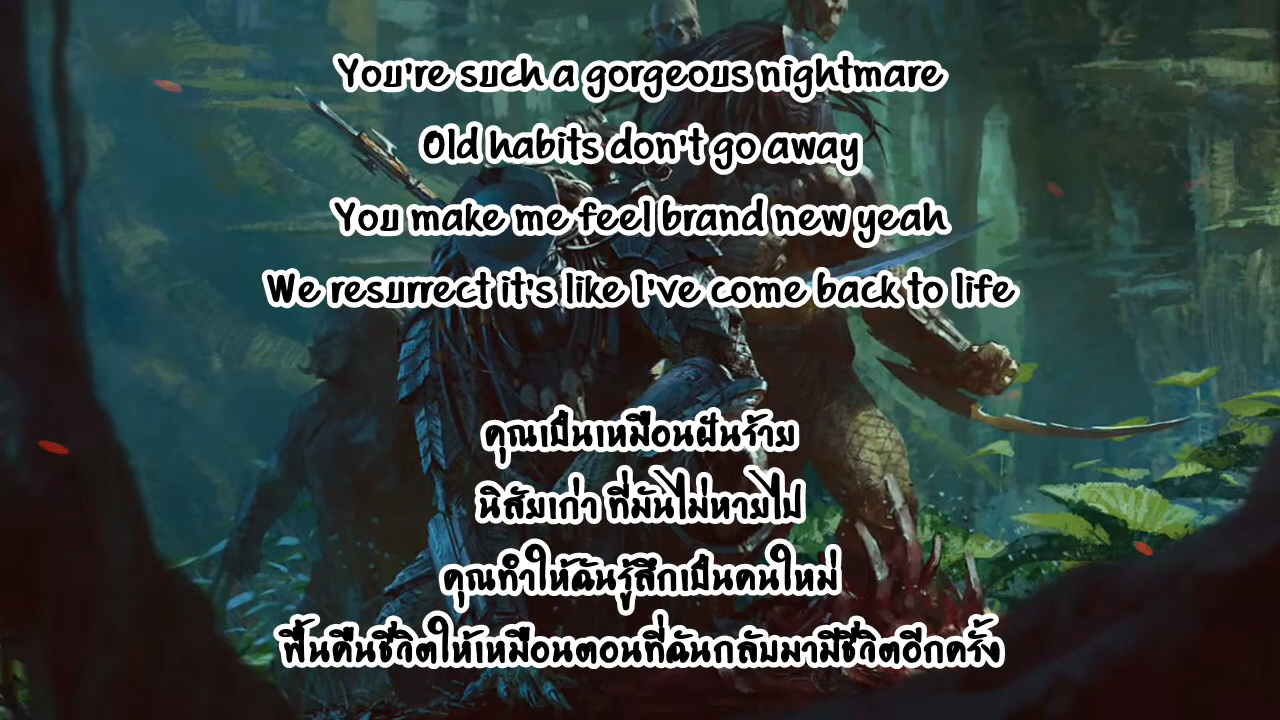 You're such a gorgeous nightmare
Old habits don't go away
You make me feel brand new yeah
We resurrect it's like I've come back to life
คุณเป็นเหมือนฝันร้าย
นิสัยเก่า ที่มันไม่หายไป
คุณทำให้ฉันรู้สึกเป็นคนใหม่
ฟื้นคืนชีวิตให้เหมือนตอนที่ฉันกลับมามีชีวิตอีกครั้ง